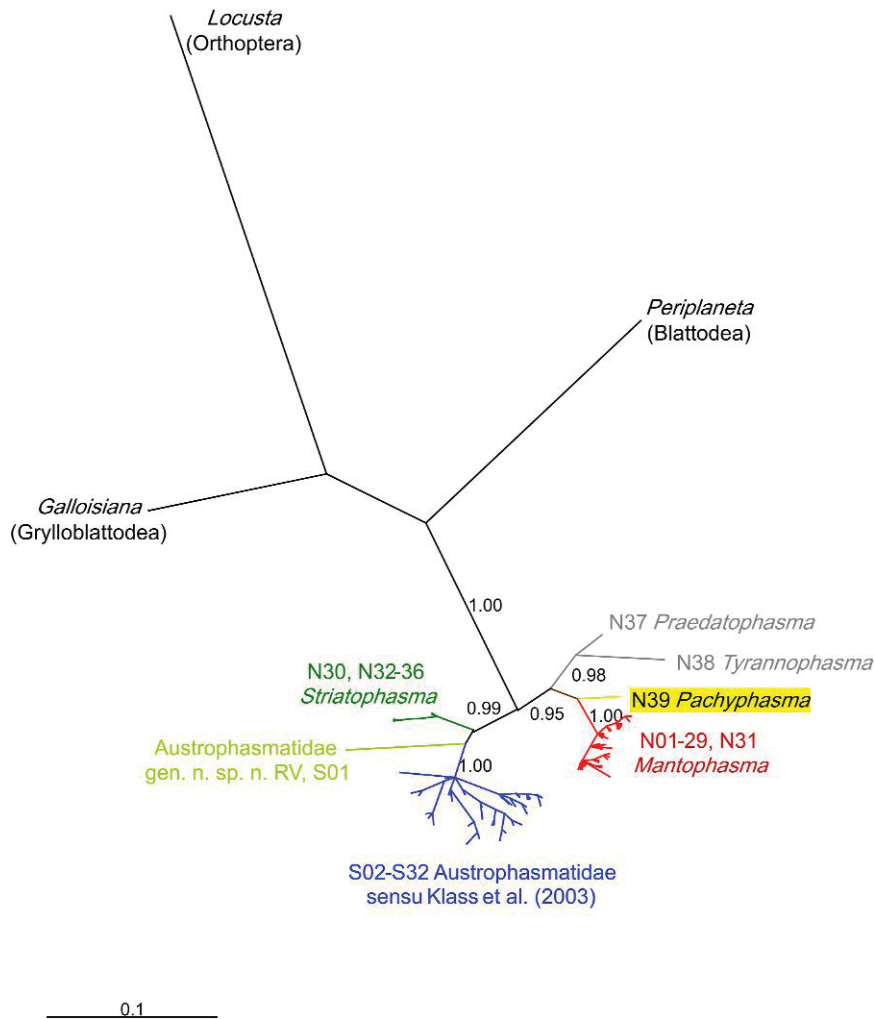 Locusta
(Orthoptera)
Periplaneta
(Blattodea)
Galloisiana
(Grylloblattodea)
1.00
N37 Praedatophasma
N38 Tyrannophasma
0.98
N30, N32-36
Striatophasma
N39 Pachyphasma
0.99
0.95
1.00
N01-29, N31
Mantophasma
Austrophasmatidae
gen. n. sp. n. RV, S01
1.00
S02-S32 Austrophasmatidae
sensu Klass et al. (2003)
0.1